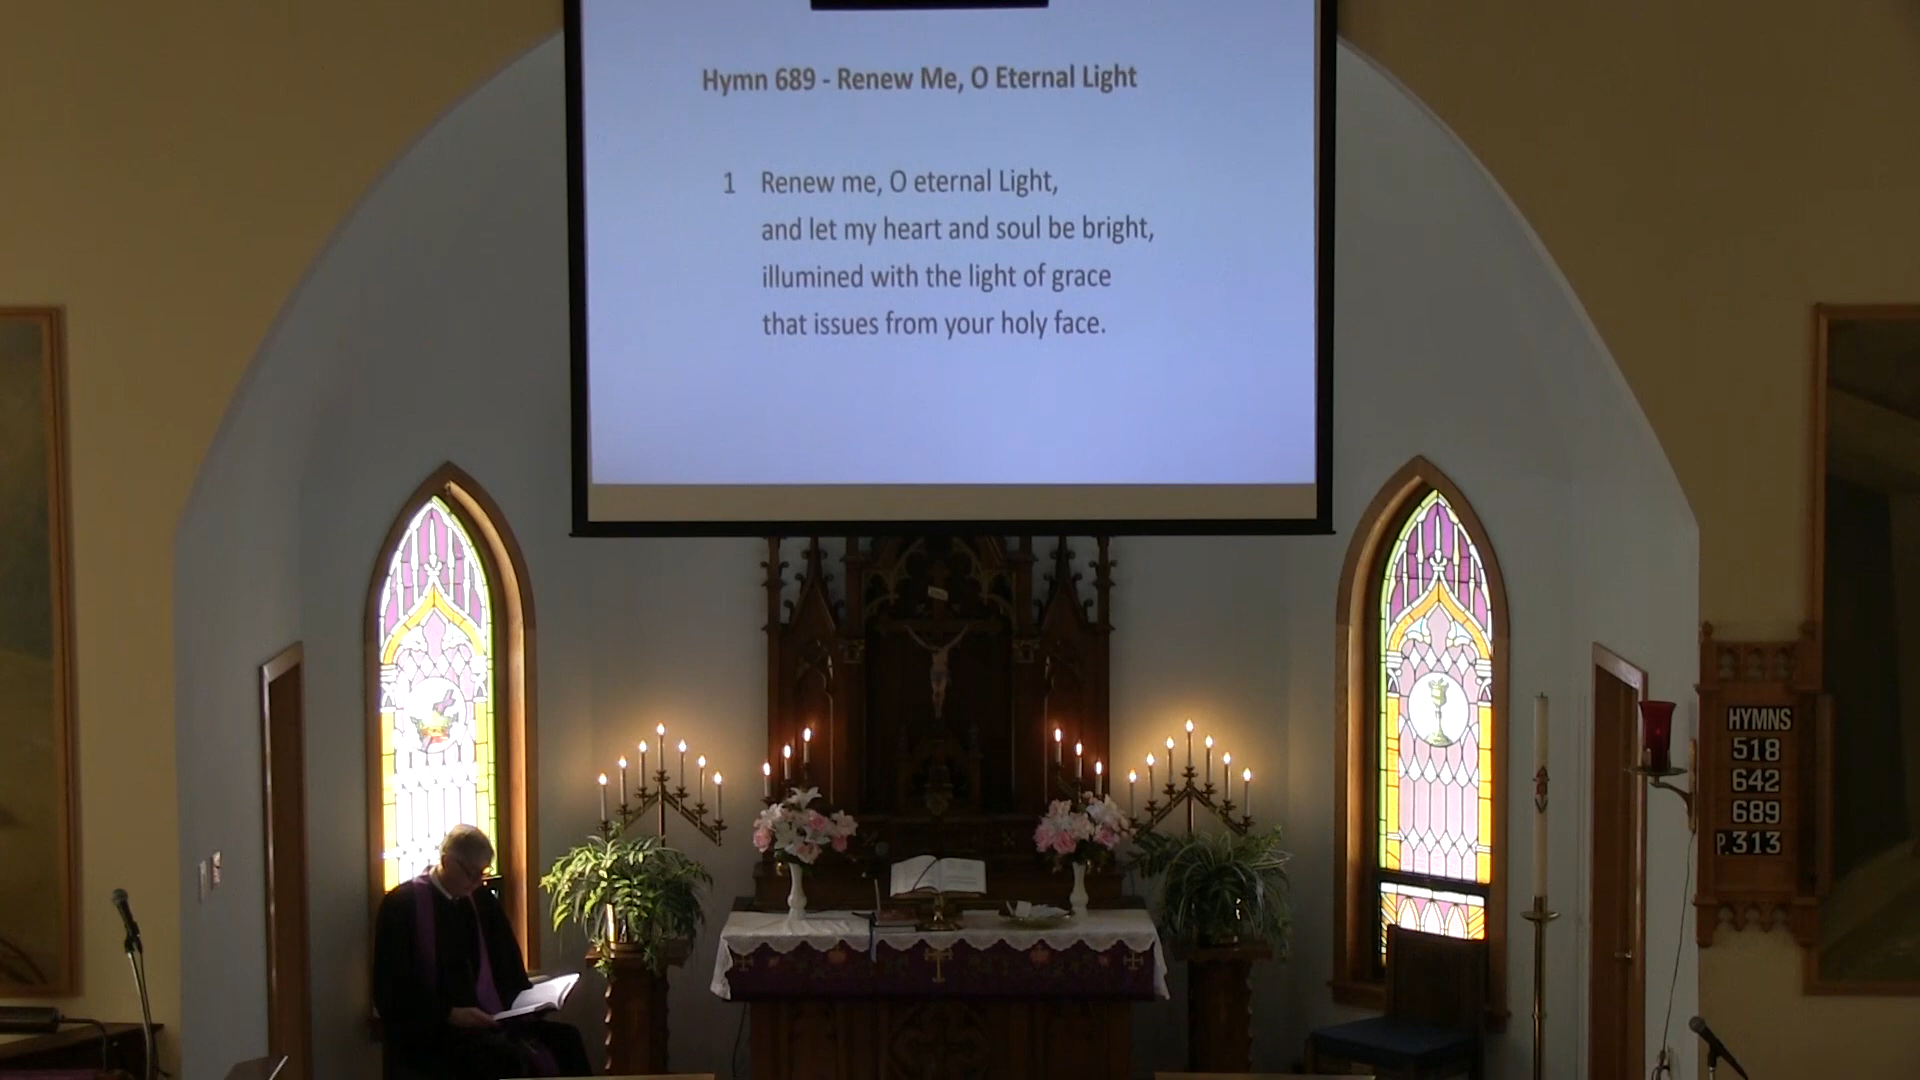 Hymn 689 - Renew Me, O Eternal Light
1 Renew me, O eternal Light,
and let my heart and soul be bright,
illumined with the light of grace
that issues from your holy face.
HYMNS
518
642
689
P.313